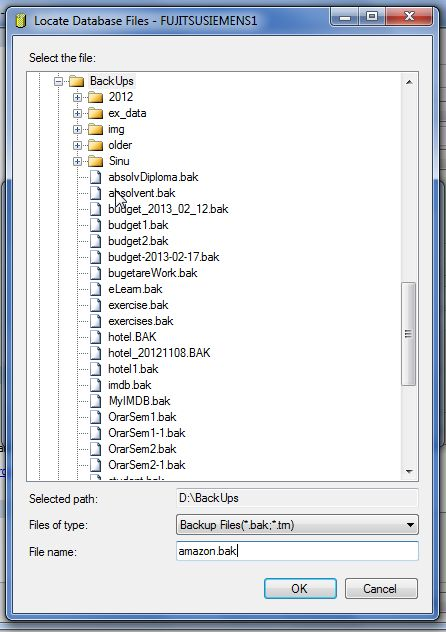 Locate Database Files - FUJITSUSIEMENS1
Select the file:
BackUps
2012
ex_data
img
older
Sinu
absolvDiploma.bak
absolvent.bak
budget_2013_02_12.bak
budget1.bak
budget2.bak
budget-2013-02-17.bak
bugetareWork.bak
eLearn.bak
exercise.bak
exercises.bak
hotel.BAK
hotel_20121108.BAK
hotel1.bak
imdb.bak
MyIMDB.bak
OrarSem1.bak
OrarSem1-1.bak
OrarSem2.bak
OrarSem2-1.bak
student.bak
Selected path: D:\BackUps
Files of type: Backup Files(*.bak;*.trn)
File name: amazon.bak
OK Cancel